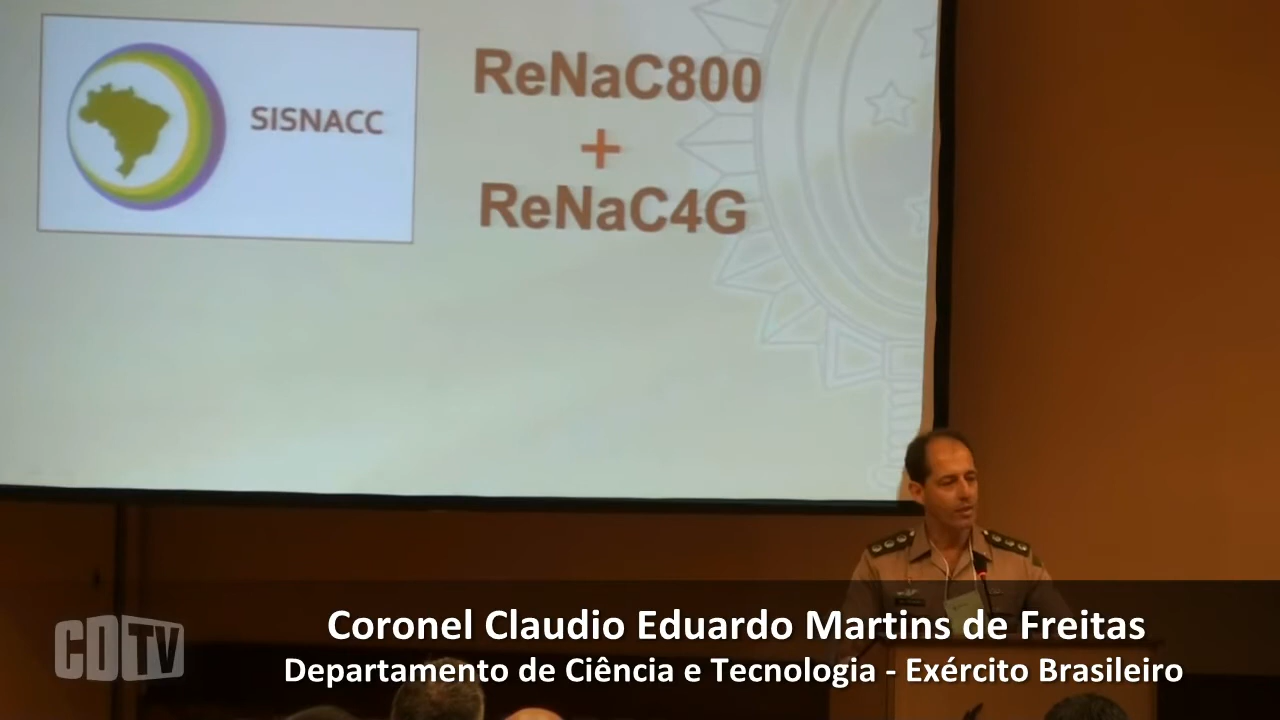 SISNACC
ReNaC800
+
ReNaC4G
Coronel Claudio Eduardo Martins de Freitas
CDTV
Departamento de Ciência e Tecnologia - Exército Brasileiro